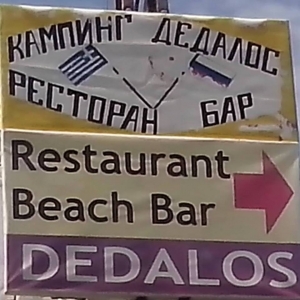 КАМПИНГ ДЕДАЛОС
РЕСТОРАН БАР
Restaurant
Beach Bar
DEDALOS